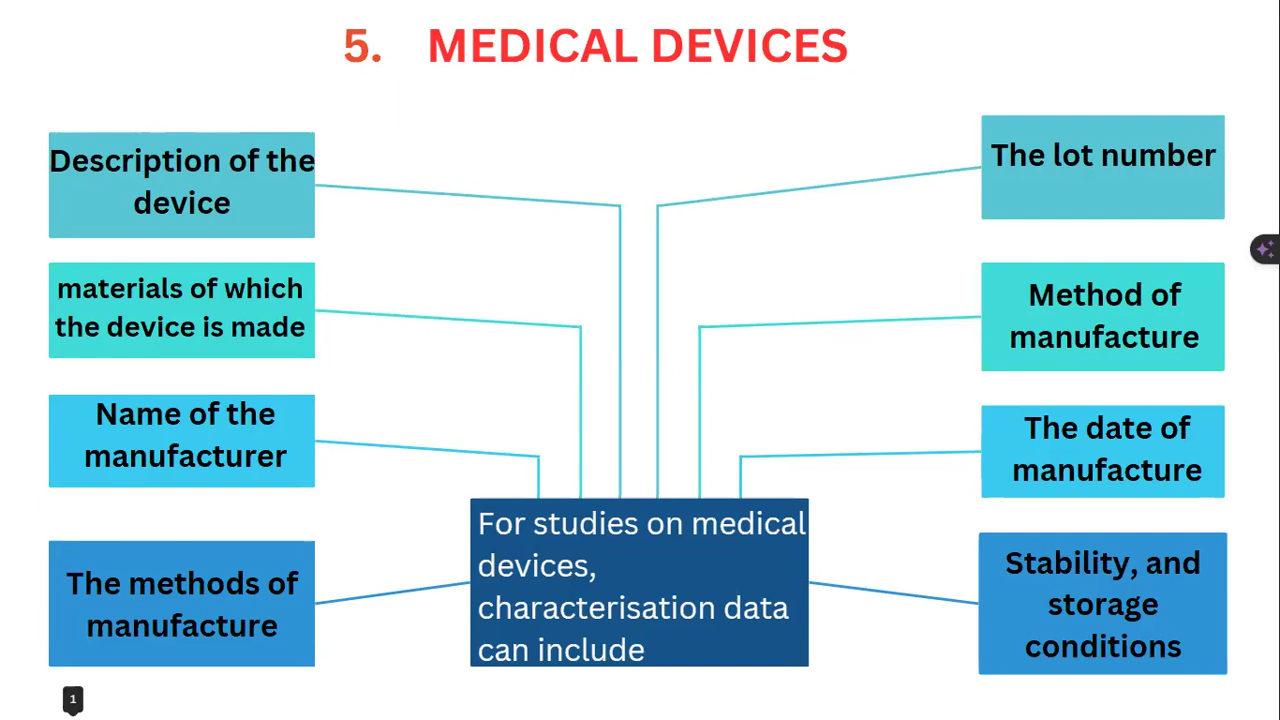 5. MEDICAL DEVICES
Description of the
device
materials of which
the device is made
Name of the
manufacturer
The methods of
manufacture
For studies on medical
devices,
characterisation data
can include
The lot number
Method of
manufacture
The date of
manufacture
Stability, and
storage
conditions
1